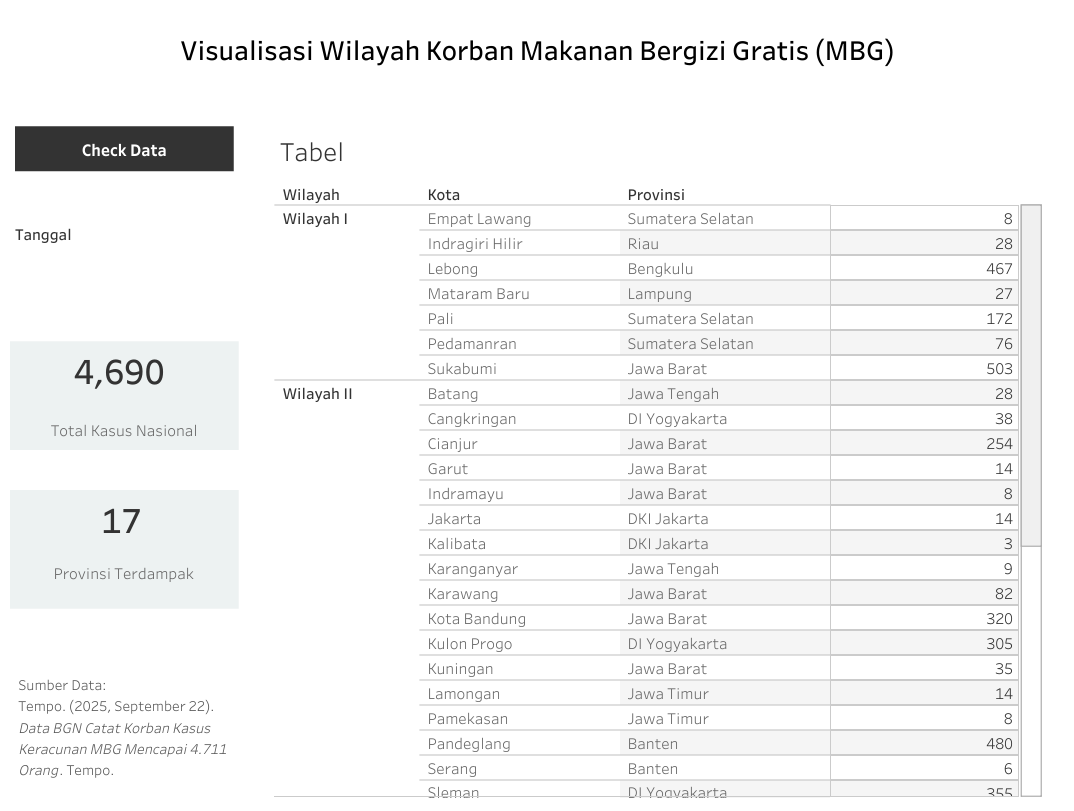 Visualisasi Wilayah Korban Makanan Bergizi Gratis (MBG)
Check Data
Tanggal
4,690
Total Kasus Nasional
17
Provinsi Terdampak
Sumber Data:
Tempo. (2025, September 22).
Data BGN Catat Korban Kasus
Keracunan MBG Mencapai 4.711
Orang. Tempo.
Tabel
Wilayah Kota Provinsi
Wilayah I Empat Lawang Sumatera Selatan 8
Indragiri Hilir Riau 28
Lebong Bengkulu 467
Mataram Baru Lampung 27
Pali Sumatera Selatan 172
Pedamanran Sumatera Selatan 76
Sukabumi Jawa Barat 503
Wilayah II Batang Jawa Tengah 28
Cangkringan DI Yogyakarta 38
Cianjur Jawa Barat 254
Garut Jawa Barat 14
Indramayu Jawa Barat 8
Jakarta DKI Jakarta 14
Kalibata DKI Jakarta 3
Karanganyar Jawa Tengah 9
Karawang Jawa Barat 82
Kota Bandung Jawa Barat 320
Kulon Progo DI Yogyakarta 305
Kuningan Jawa Barat 35
Lamongan Jawa Timur 14
Pamekasan Jawa Timur 8
Pandeglang Banten 480
Serang Banten 6
Sleman DI Yogyakarta 355